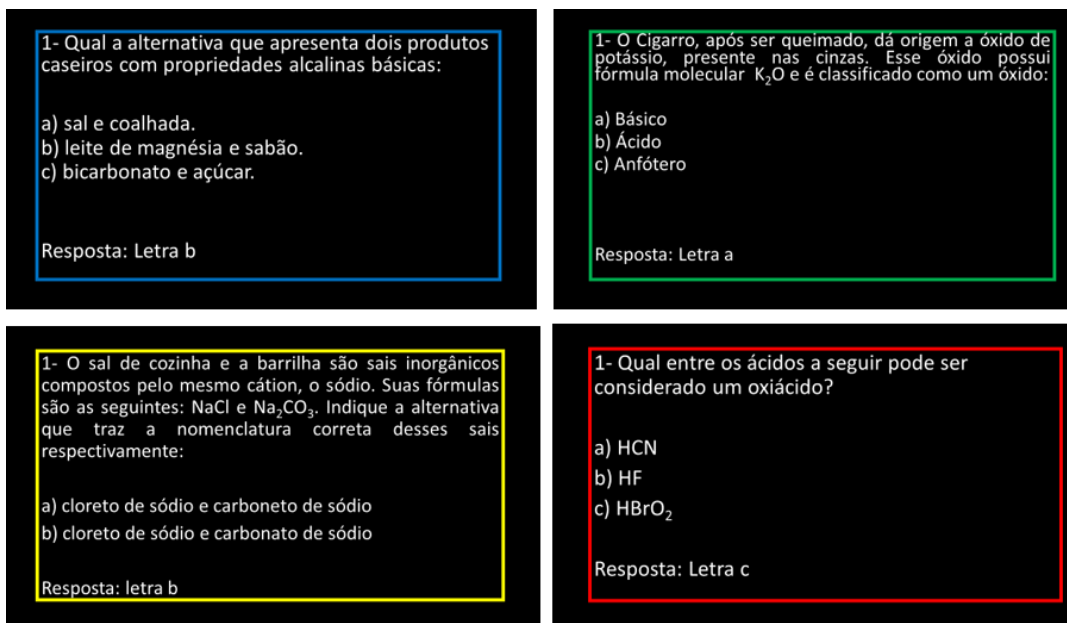 1- Qual a alternativa que apresenta dois produtos
caseiros com propriedades alcalinas básicas:
a) sal e coalhada.
b) leite de magnésia e sabão.
c) bicarbonato e açúcar.
Resposta: Letra b
1- O Cigarro, após ser queimado, dá origem a óxido de
potássio, presente nas cinzas. Esse óxido possui
fórmula molecular K₂O e é classificado como um óxido:
a) Básico
b) Ácido
c) Anfótero
Resposta: Letra a
1- O sal de cozinha e a barrilha são sais inorgânicos
compostos pelo mesmo cátion, o sódio. Suas fórmulas
são as seguintes: NaCl e Na₂CO₃. Indique a alternativa
que traz a nomenclatura correta desses sais
respectivamente:
a) cloreto de sódio e carboneto de sódio
b) cloreto de sódio e carbonato de sódio
Resposta: letra b
1- Qual entre os ácidos a seguir pode ser
considerado um oxiácido?
a) HCN
b) HF
c) HBrO₂
Resposta: Letra c